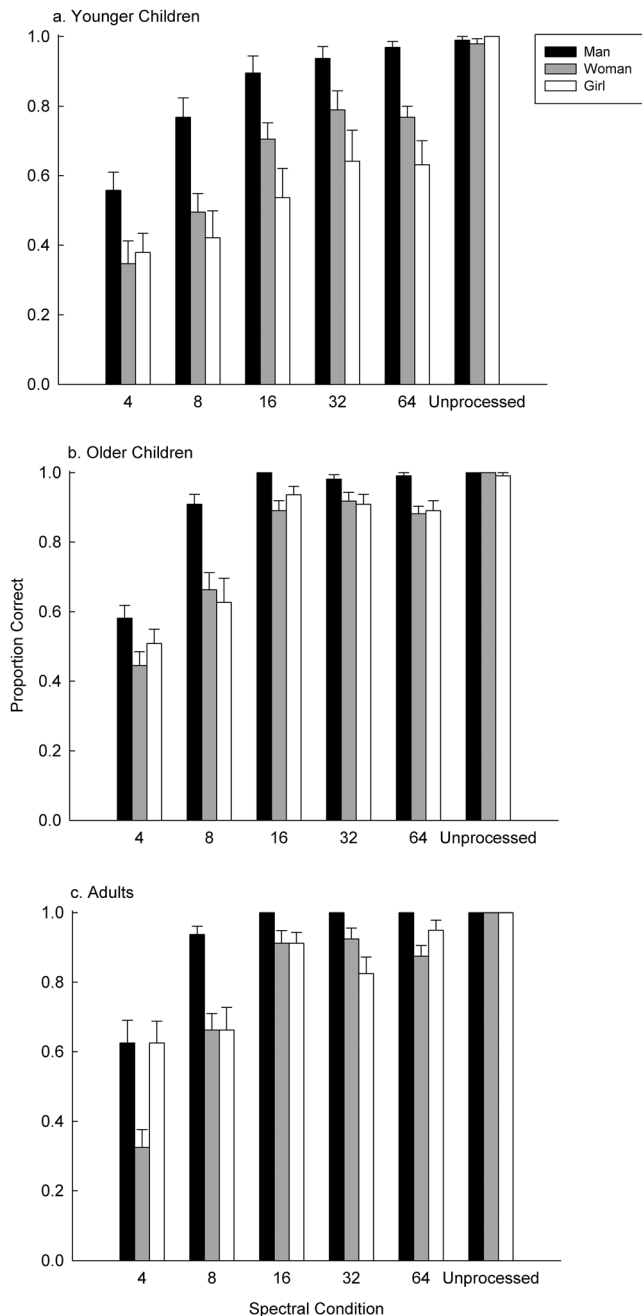 a. Younger Children
Man
Woman
Girl
1.0
0.8
0.6
0.4
0.2
0.0
4 8 16 32 64 Unprocessed
b. Older Children
Proportion Correct
1.0
0.8
0.6
0.4
0.2
0.0
4 8 16 32 64 Unprocessed
c. Adults
1.0
0.8
0.6
0.4
0.2
0.0
4 8 16 32 64 Unprocessed
Spectral Condition